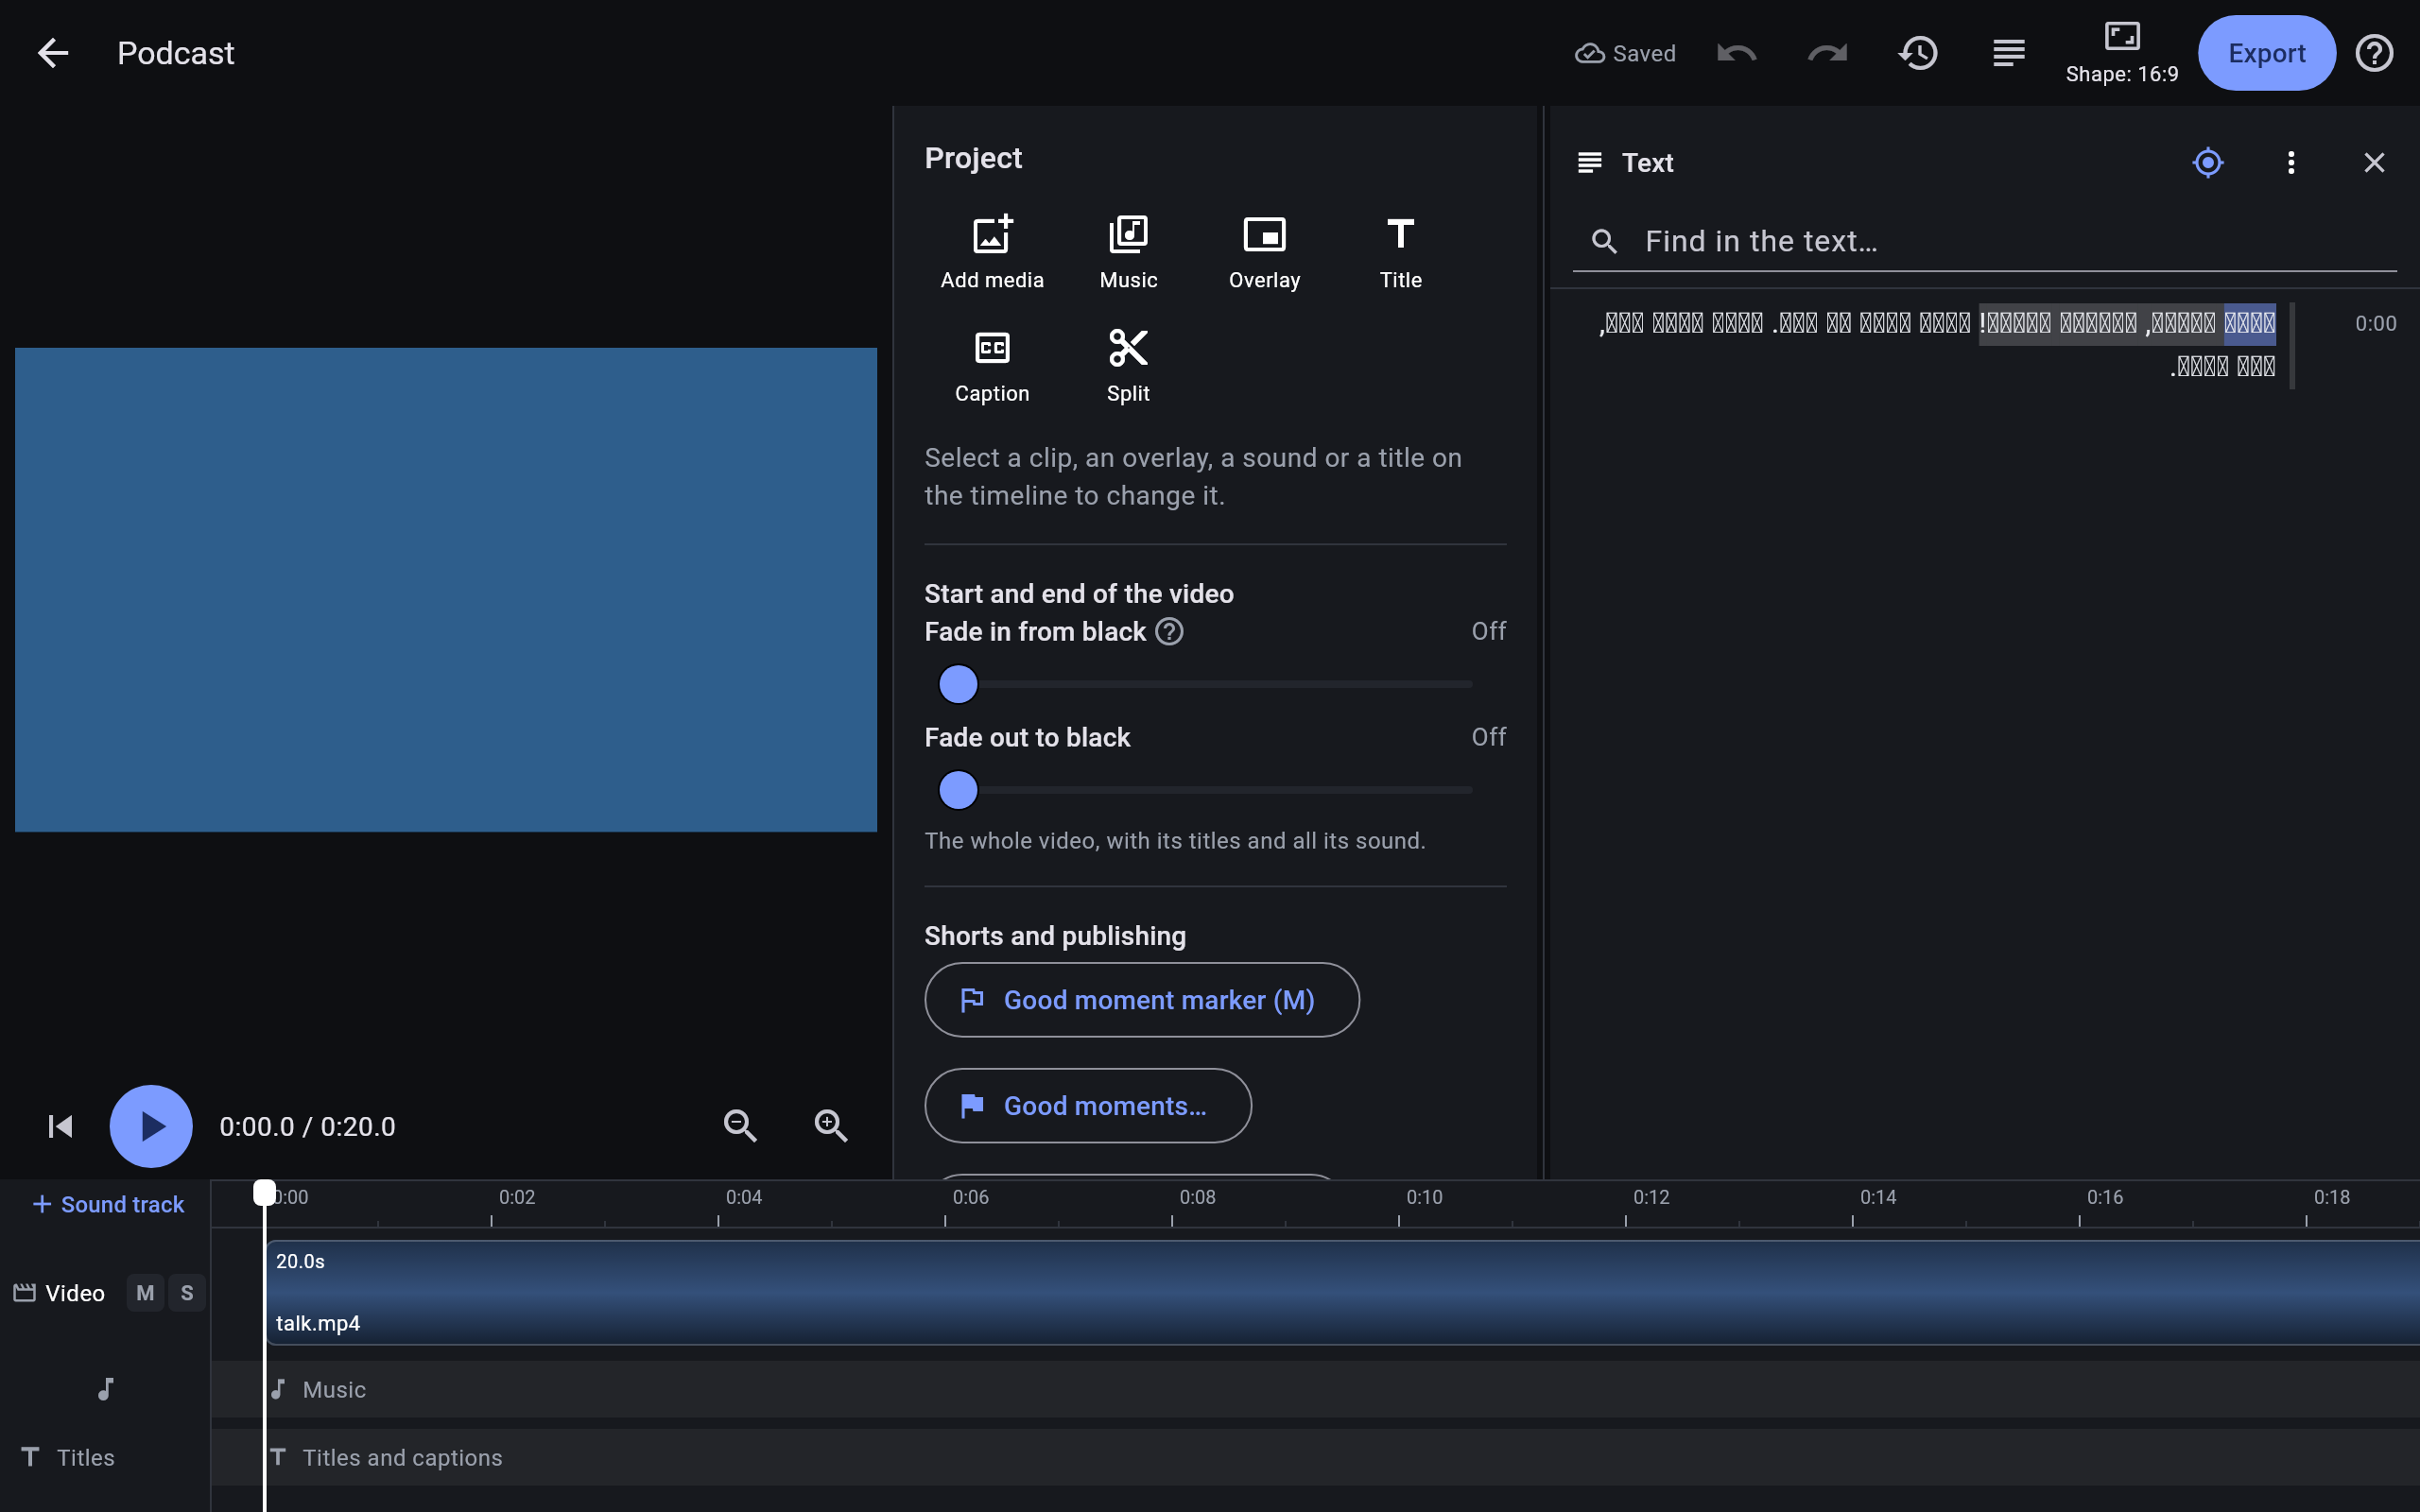 Podcast
Saved
Shape: 16:9
Export
Project
Add media
Music
Overlay
Title
Caption
Split
Select a clip, an overlay, a sound or a title on
the timeline to change it.
Start and end of the video
Fade in from black
Off
Fade out to black
Off
The whole video, with its titles and all its sound.
Shorts and publishing
Good moment marker (M)
Good moments…
Text
Find in the text…
0:00
0:00.0 / 0:20.0
+ Sound track
0:00 0:02 0:04 0:06 0:08 0:10 0:12 0:14 0:16 0:18
Video M S
20.0s
talk.mp4
Music
Titles
Titles and captions